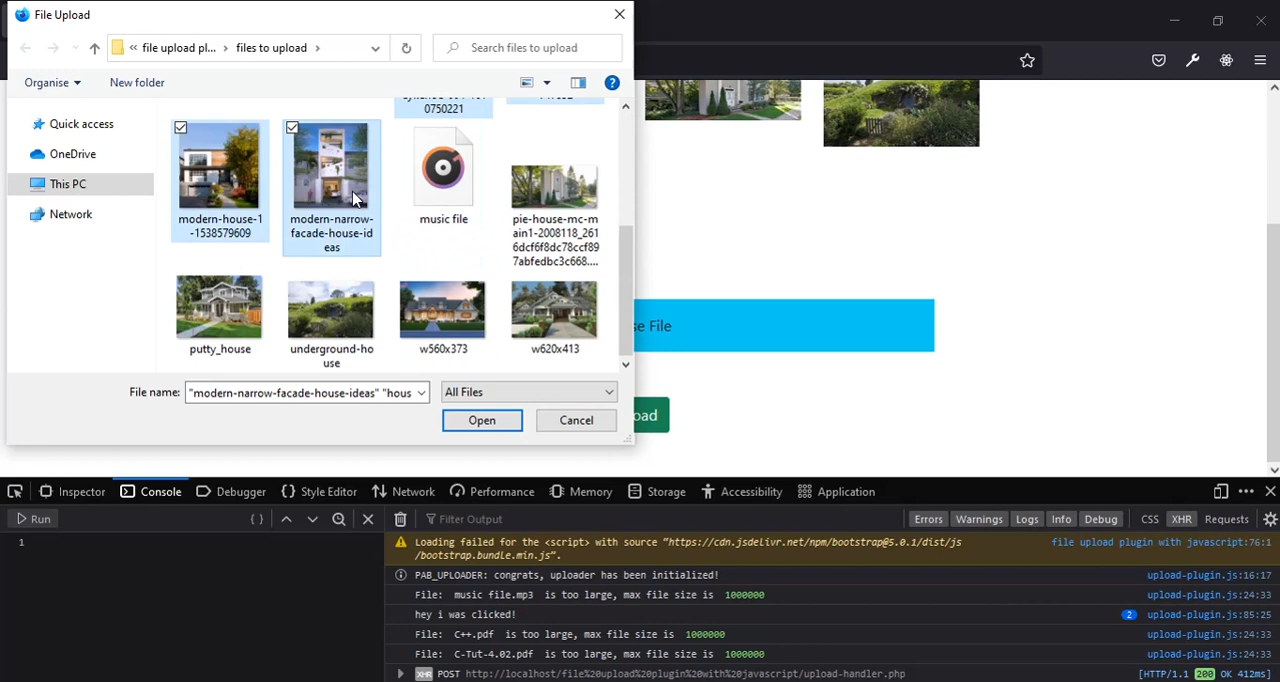 File Upload
« file upload pl... › files to upload ›
Search files to upload
Organise
New folder
Quick access
OneDrive
This PC
Network
0750221
modern-house-1
-1538579609
modern-narrow-
facade-house-id
eas
music file
pie-house-mc-m
ain1-2008118_261
6dcf6f8dc78ccf89
7abfedbc3c668....
putty_house
underground-ho
use
w560x373
w620x413
File name: "modern-narrow-facade-house-ideas" "hous
All Files
Open
Cancel
se File
oad
Inspector
Console
Debugger
{} Style Editor
Network
Performance
Memory
Storage
Accessibility
Application
Run
{ }
Filter Output
Errors
Warnings
Logs
Info
Debug
CSS
XHR
Requests
1
Loading failed for the <script> with source “https://cdn.jsdelivr.net/npm/bootstrap@5.0.1/dist/js
/bootstrap.bundle.min.js”.
file upload plugin with javascript:76:1
PAB_UPLOADER: congrats, uploader has been initialized!
upload-plugin.js:16:17
File: music file.mp3 is too large, max file size is 1000000
upload-plugin.js:24:33
hey i was clicked!
2 upload-plugin.js:85:25
File: C++.pdf is too large, max file size is 1000000
upload-plugin.js:24:33
File: C-Tut-4.02.pdf is too large, max file size is 1000000
upload-plugin.js:24:33
XHR POST http://localhost/file%20upload%20plugin%20with%20javascript/upload-handler.php
[HTTP/1.1 200 OK 412ms]